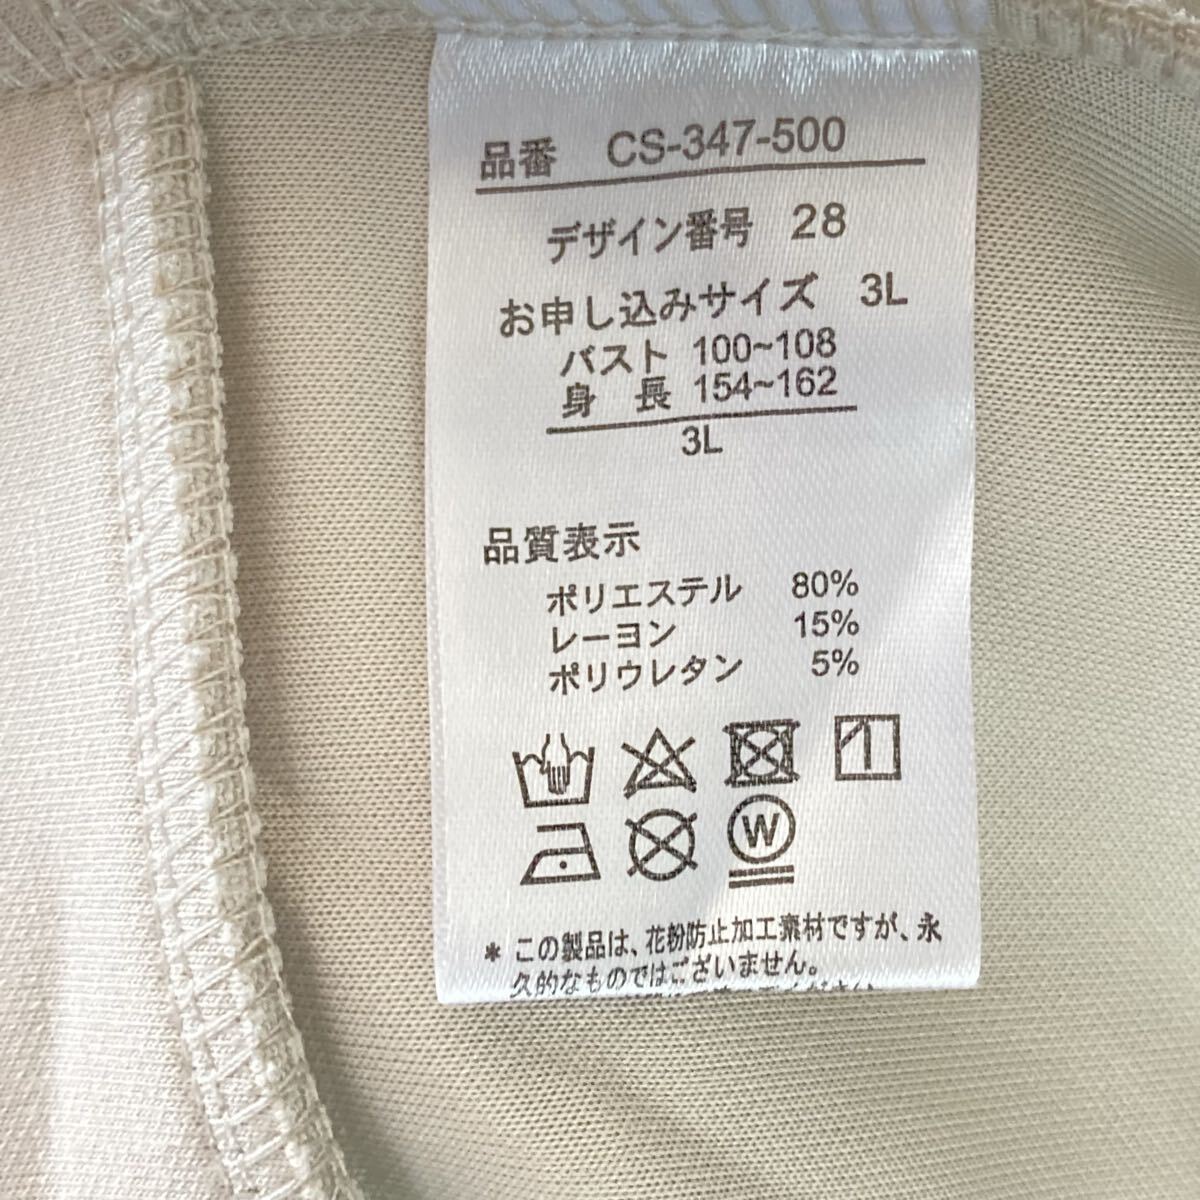 品番 CS-347-500
デザイン番号 28
お申し込みサイズ 3L
バスト 100~108
身 長 154~162
3L
品質表示
ポリエステル 80%
レーヨン 15%
ポリウレタン 5%
W
* この製品は、花粉防止加工素材ですが、永
久的なものではございません。